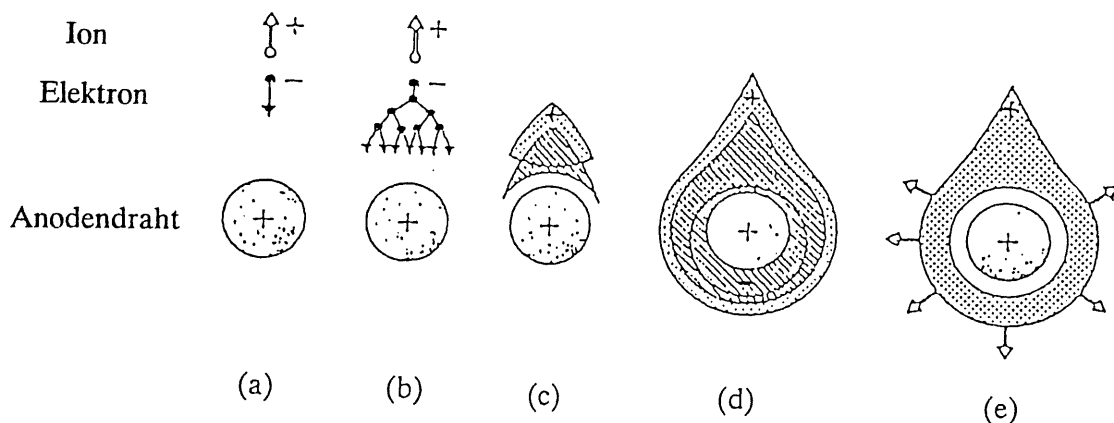 Ion
Elektron
Anodendraht
+ + + +
- -
+ + + + +
-
(a) (b) (c) (d) (e)